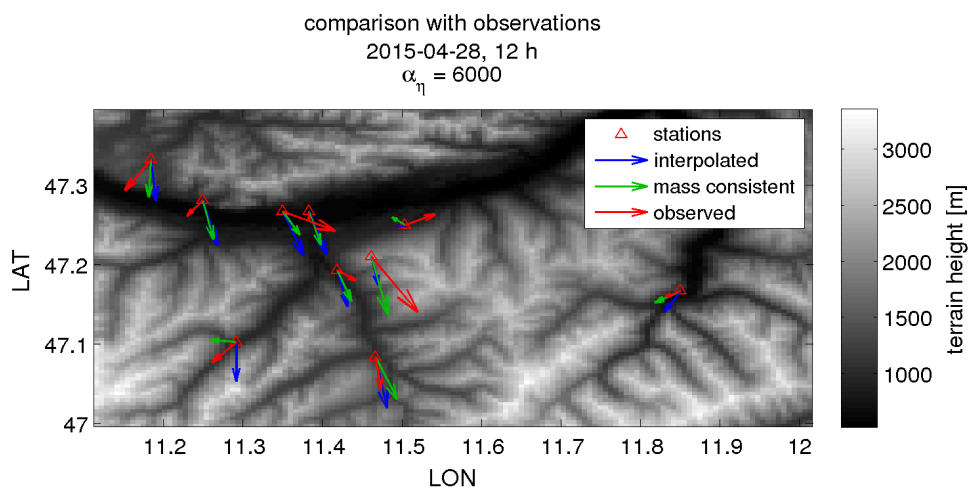 comparison with observations
2015-04-28, 12 h
α_η = 6000
stations
interpolated
mass consistent
observed
47.3
47.2
47.1
47
LAT
11.2 11.3 11.4 11.5 11.6 11.7 11.8 11.9 12
LON
3000
2500
2000
1500
1000
terrain height [m]